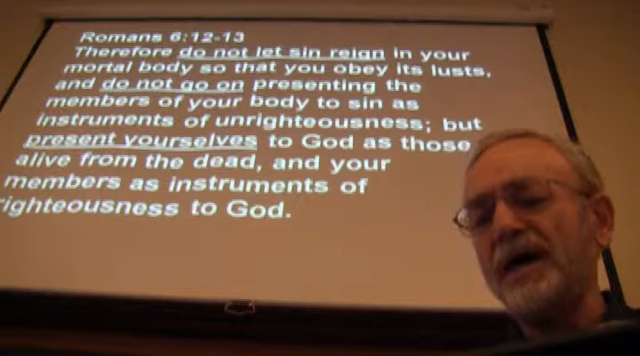 Romans 6:12-13
Therefore do not let sin reign in your
mortal body so that you obey its lusts,
and do not go on presenting the
members of your body to sin as
instruments of unrighteousness; but
present yourselves to God as those
alive from the dead, and your
members as instruments of
righteousness to God.